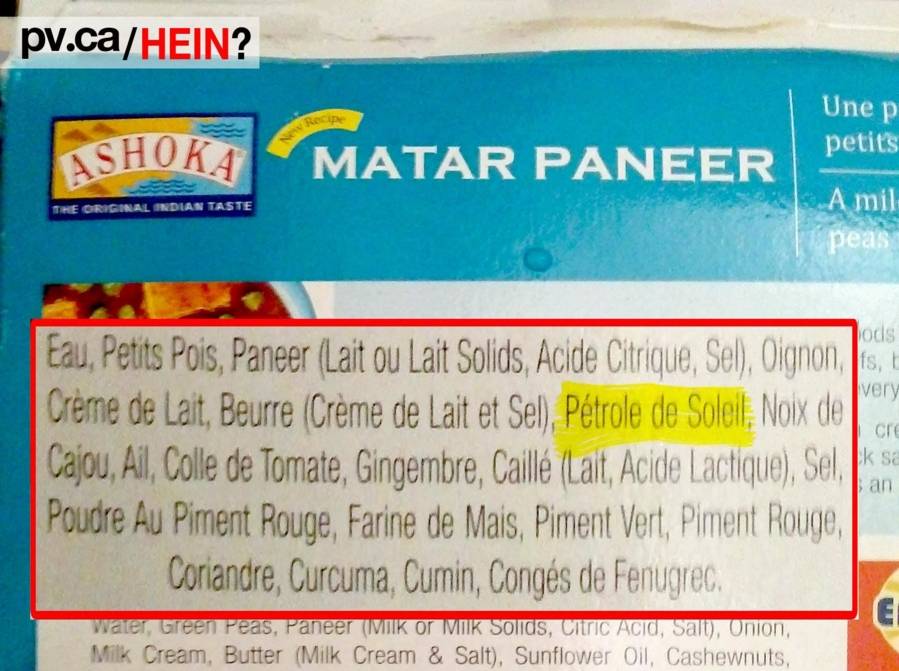 pv.ca/HEIN?
ASHOKA
THE ORIGINAL INDIAN TASTE
New Recipe
MATAR PANEER
Une p
petits
A mil
peas
Eau, Petits Pois, Paneer (Lait ou Lait Solids, Acide Citrique, Sel), Oignon,
Crème de Lait, Beurre (Crème de Lait et Sel), Pétrole de Soleil, Noix de
Cajou, Ail, Colle de Tomate, Gingembre, Caillé (Lait, Acide Lactique), Sel,
Poudre Au Piment Rouge, Farine de Mais, Piment Vert, Piment Rouge,
Coriandre, Curcuma, Cumin, Congés de Fenugrec.
Water, Green Peas, Paneer (Milk or Milk Solids, Citric Acid, Salt), Onion,
Milk Cream, Butter (Milk Cream & Salt), Sunflower Oil, Cashewnuts,